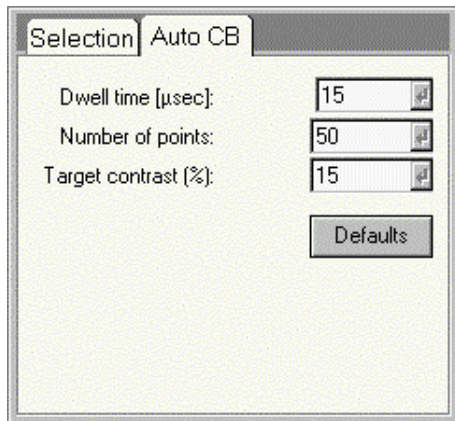 Selection Auto CB
Dwell time [µsec]: 15
Number of points: 50
Target contrast (%): 15
Defaults